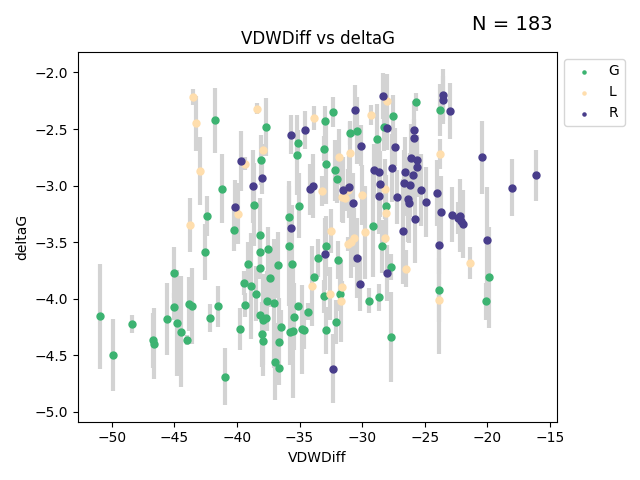 N = 183
VDWDiff vs deltaG
G
L
R
deltaG
−2.0
−2.5
−3.0
−3.5
−4.0
−4.5
−5.0
−50 −45 −40 −35 −30 −25 −20 −15
VDWDiff